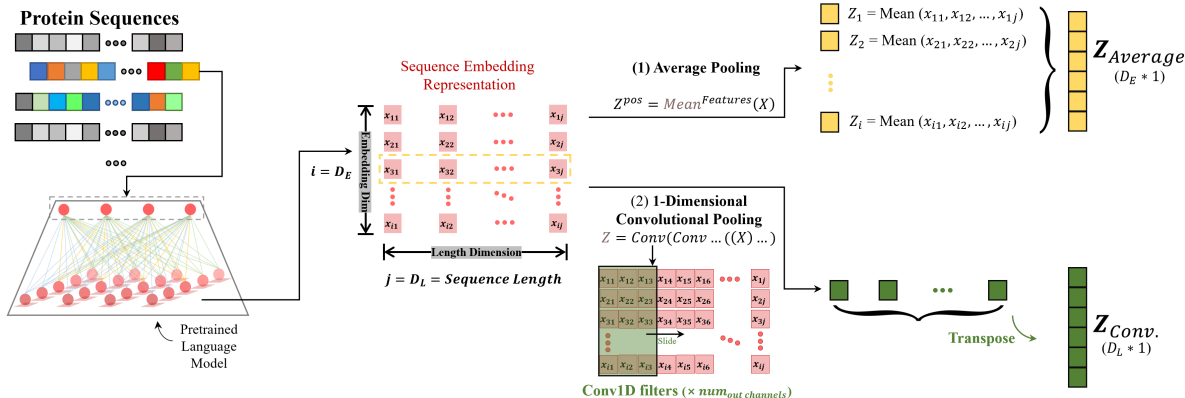 Protein Sequences
Pretrained
Language
Model
Sequence Embedding
Representation
i = D_E
Embedding Dim
x₁₁ x₁₂ x₁ⱼ
x₂₁ x₂₂ x₂ⱼ
x₃₁ x₃₂ x₃ⱼ
xᵢ₁ xᵢ₂ xᵢⱼ
Length Dimension
j = D_L = Sequence Length
(1) Average Pooling
Z^pos = Mean^Features(X)
Z₁ = Mean (x₁₁, x₁₂, ..., x₁ⱼ)
Z₂ = Mean (x₂₁, x₂₂, ..., x₂ⱼ)
Zᵢ = Mean (xᵢ₁, xᵢ₂, ..., xᵢⱼ)
Z_Average
(D_E * 1)
(2) 1-Dimensional
Convolutional Pooling
Z = Conv(Conv ... ((X) ...)
x₁₁ x₁₂ x₁₃ x₁₄ x₁₅ x₁₆ x₁ⱼ
x₂₁ x₂₂ x₂₃ x₂₄ x₂₅ x₂₆ x₂ⱼ
x₃₁ x₃₂ x₃₃ x₃₄ x₃₅ x₃₆ x₃ⱼ
Slide
xᵢ₁ xᵢ₂ xᵢ₃ xᵢ₄ xᵢ₅ xᵢ₆ xᵢⱼ
Conv1D filters (× num_out channels)
Transpose
Z_Conv.
(D_L * 1)